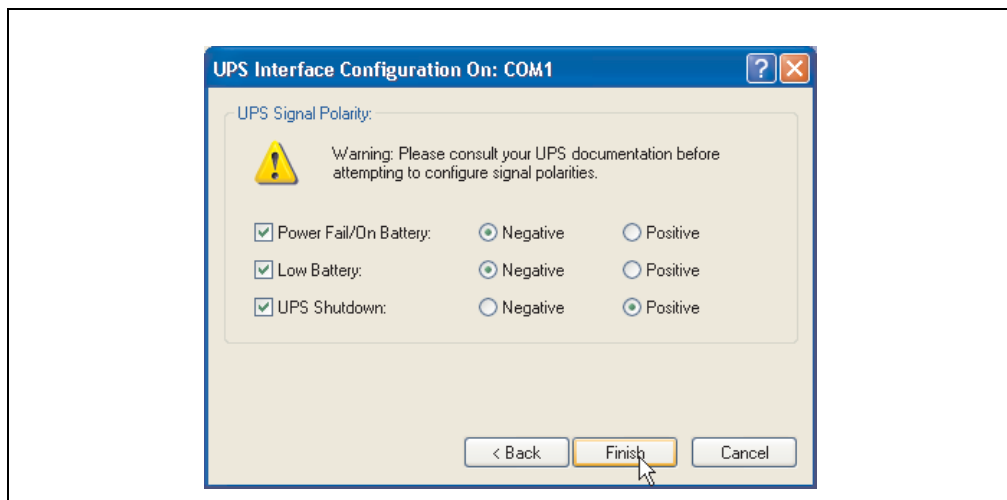 UPS Interface Configuration On: COM1
UPS Signal Polarity:
Warning: Please consult your UPS documentation before
attempting to configure signal polarities.
Power Fail/On Battery: Negative Positive
Low Battery: Negative Positive
UPS Shutdown: Negative Positive
< Back Finish Cancel